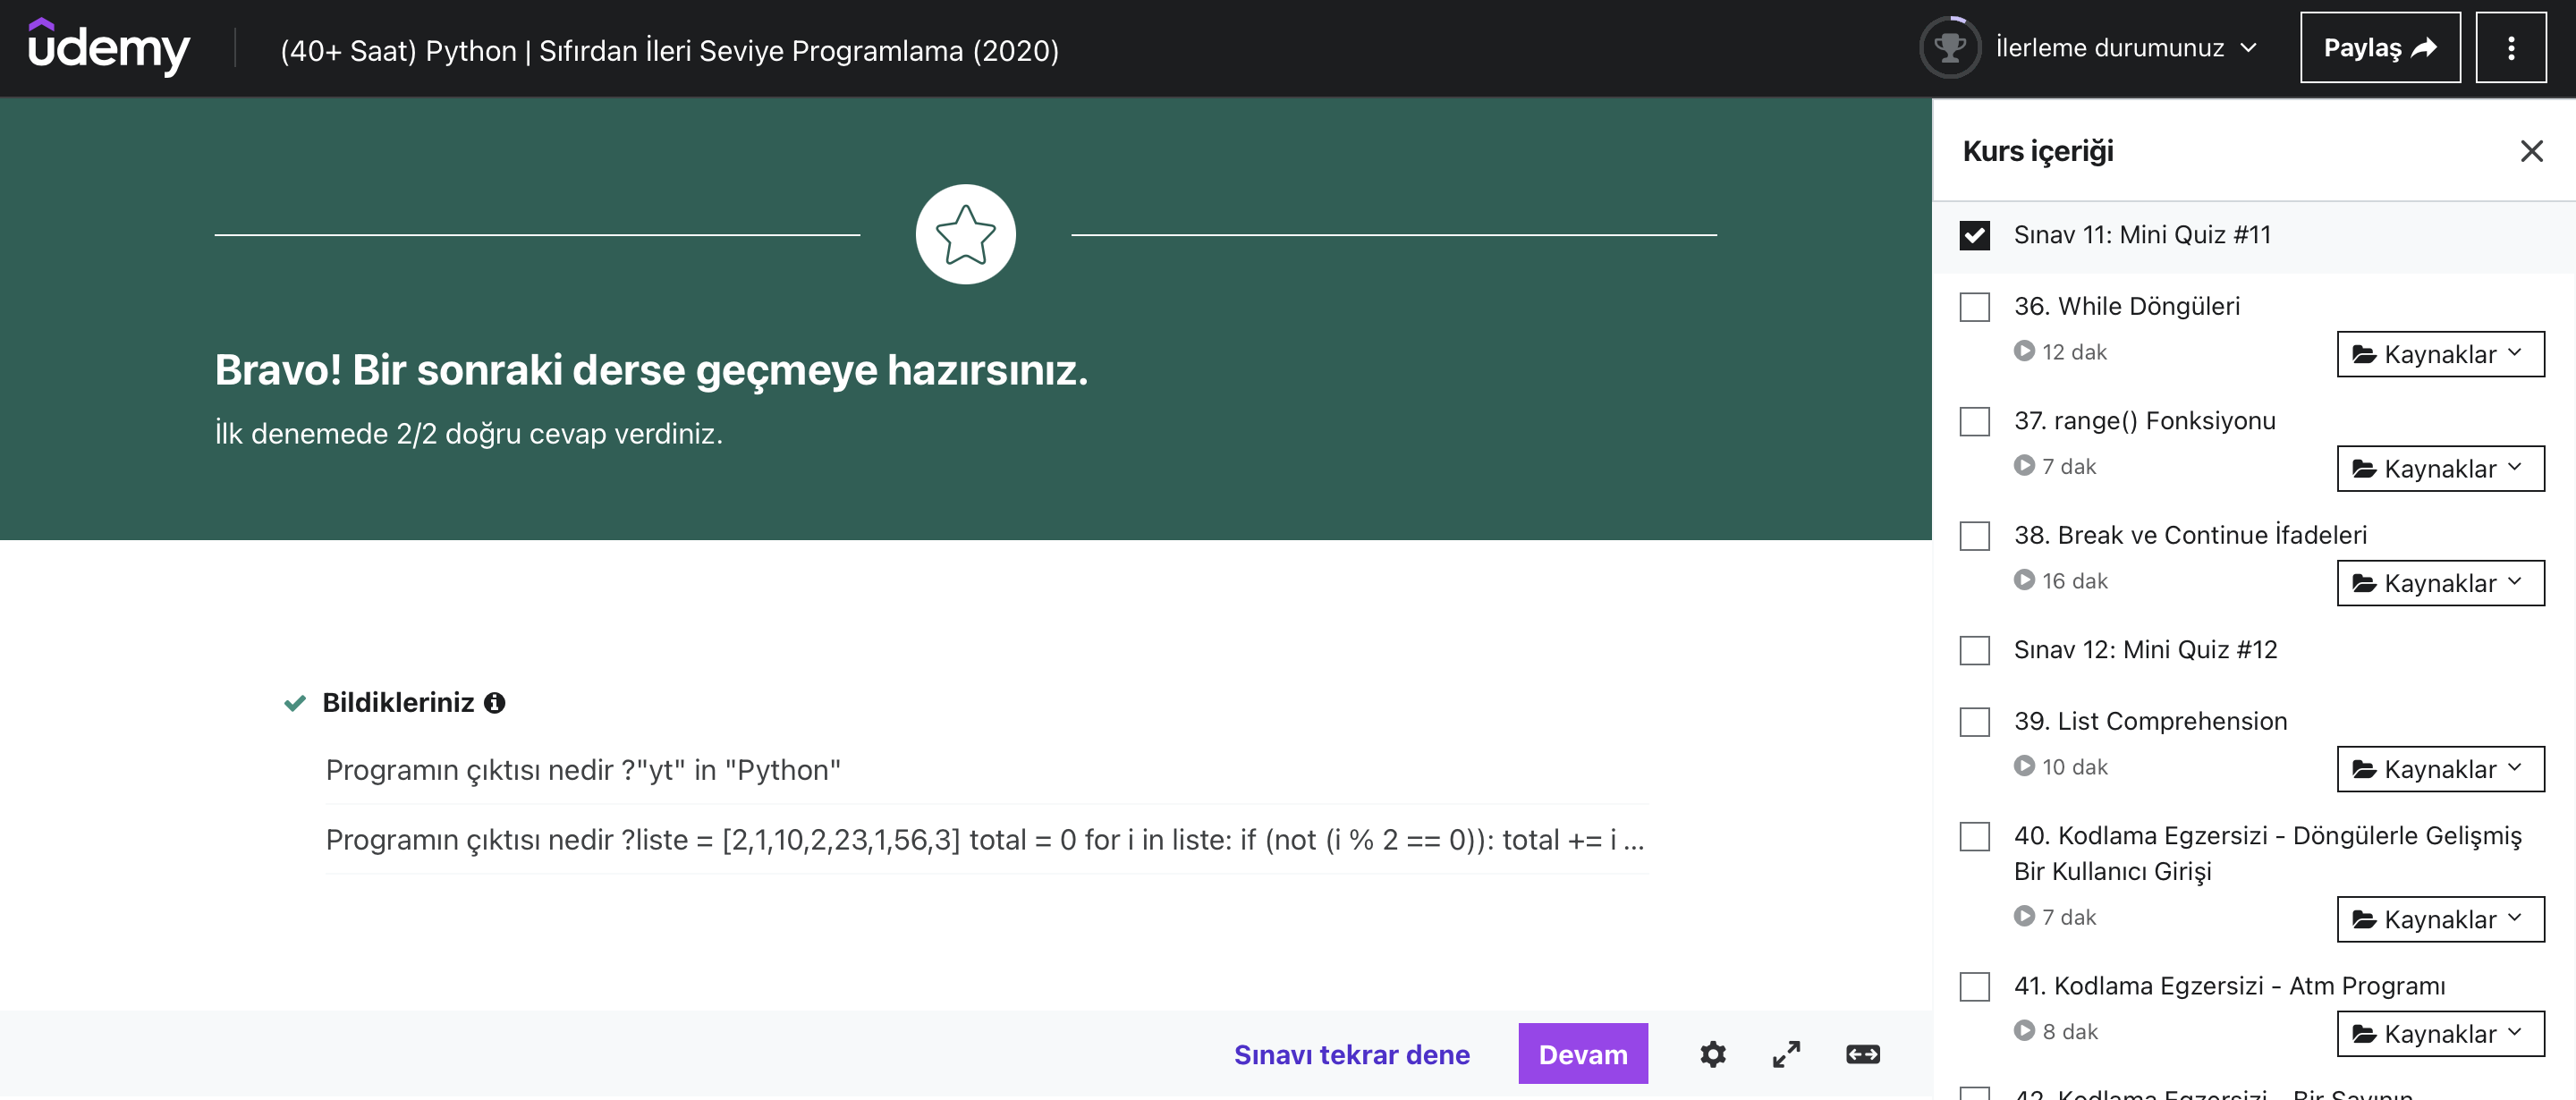 udemy
(40+ Saat) Python | Sıfırdan İleri Seviye Programlama (2020)
İlerleme durumunuz
Paylaş
Bravo! Bir sonraki derse geçmeye hazırsınız.
İlk denemede 2/2 doğru cevap verdiniz.
Bildikleriniz
Programın çıktısı nedir ?"yt" in "Python"
Programın çıktısı nedir ?liste = [2,1,10,2,23,1,56,3] total = 0 for i in liste: if (not (i % 2 == 0)): total += i ...
Sınavı tekrar dene
Devam
Kurs içeriği
Sınav 11: Mini Quiz #11
36. While Döngüleri
12 dak
Kaynaklar
37. range() Fonksiyonu
7 dak
Kaynaklar
38. Break ve Continue İfadeleri
16 dak
Kaynaklar
Sınav 12: Mini Quiz #12
39. List Comprehension
10 dak
Kaynaklar
40. Kodlama Egzersizi - Döngülerle Gelişmiş
Bir Kullanıcı Girişi
7 dak
Kaynaklar
41. Kodlama Egzersizi - Atm Programı
8 dak
Kaynaklar
42. Kodlama Egzersizi - Bir Sayının